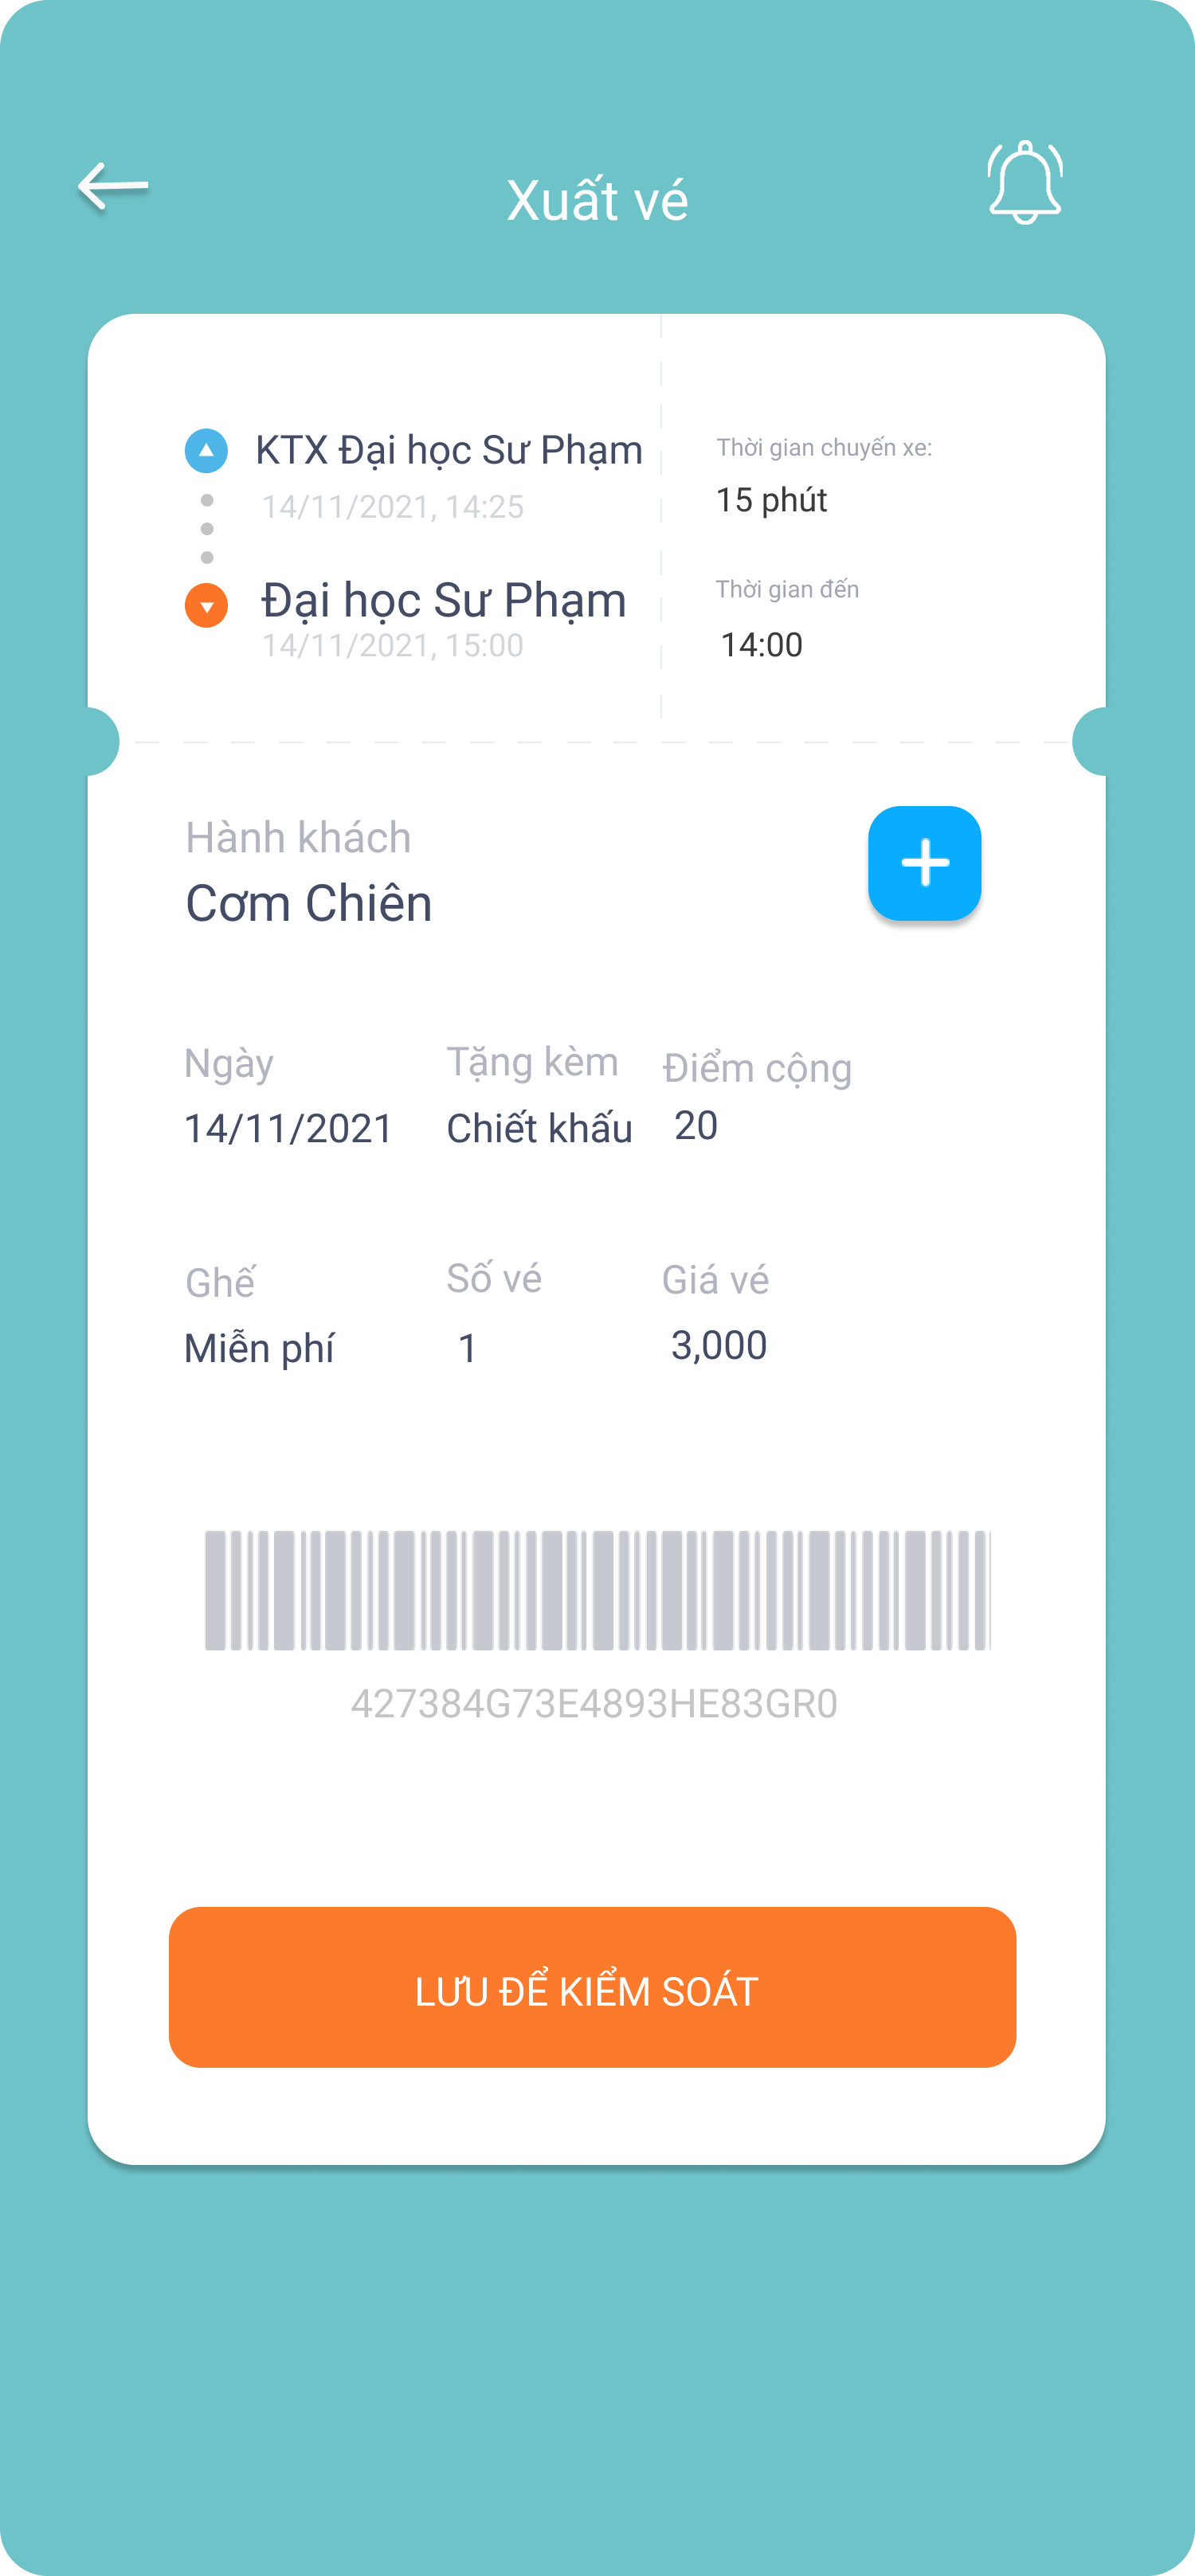 Xuất vé
KTX Đại học Sư Phạm
14/11/2021, 14:25
Đại học Sư Phạm
14/11/2021, 15:00
Thời gian chuyến xe:
15 phút
Thời gian đến
14:00
Hành khách
Cơm Chiên
Ngày
14/11/2021
Tặng kèm
Chiết khấu
Điểm cộng
20
Ghế
Miễn phí
Số vé
1
Giá vé
3,000
427384G73E4893HE83GR0
LƯU ĐỂ KIỂM SOÁT